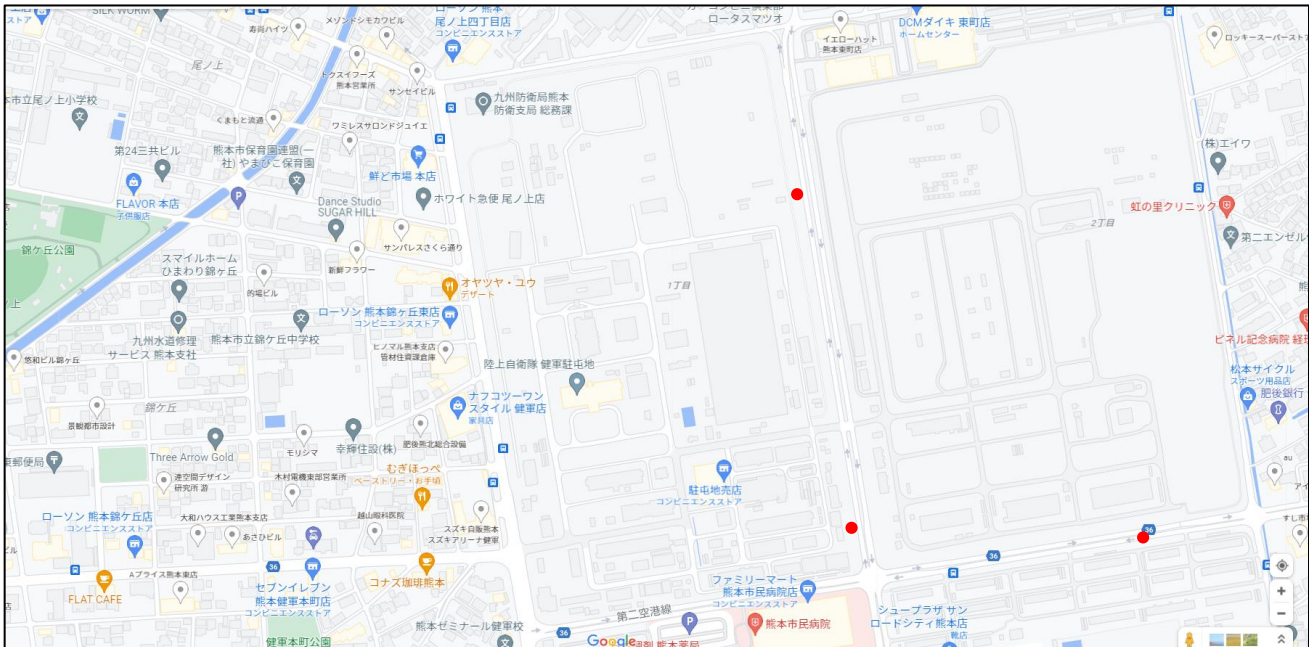 ストア
SILK WORM
寿尚ハイツ
メゾンドシモカワビル
ローソン 熊本
尾ノ上四丁目店
コンビニエンスストア
ロータスマツオ
イエローハット
熊本東町店
DCMダイキ 東町店
ホームセンター
ロッキースーパースト
尾ノ上
トクスイフーズ
熊本営業所
サンセイビル
九州防衛局熊本
防衛支局 総務課
本市立尾ノ上小学校
くまもと流通
ワミレスサロンドジュイエ
第24三共ビル
熊本市保育園連盟(一
社) やまびこ保育園
鮮ど市場 本店
(株)エイワ
FLAVOR 本店
子供服店
P
Dance Studio
SUGAR HILL
ホワイト急便 尾ノ上店
虹の里クリニック
2丁目
第二エンゼル
錦ケ丘公園
サンパレスさくら通り
スマイルホーム
ひまわり錦ヶ丘
新鮮フラワー
的場ビル
オヤツヤ・ユウ
デザート
1丁目
熊
ノ上
ローソン 熊本錦ヶ丘東店
コンビニエンスストア
九州水道修理
サービス 熊本支社
熊本市立錦ケ丘中学校
ヒノマル熊本支店
管材住資課倉庫
悠和ビル錦ヶ丘
陸上自衛隊 健軍駐屯地
ピネル記念病院 経理
松本サイクル
スポーツ用品店
肥後銀行
錦ケ丘
ナフコツーワン
スタイル 健軍店
家具店
景観都市設計
幸輝住設(株)
肥後熊北総合設備
Three Arrow Gold
モリシマ
東郵便局
連空間デザイン
研究所 游
木村電機東部営業所
むぎほっぺ
ペーストリー・お手頃
駐屯地売店
コンビニエンスストア
au
アイ
ローソン 熊本錦ケ丘店
コンビニエンスストア
大和ハウス工業熊本支店
あさひビル
越山眼科医院
スズキ自販熊本
スズキアリーナ健軍
すし市
36
ビル
36
Aプライス熊本東店
36
FLAT CAFE
セブンイレブン
熊本健軍本町店
コンビニエンスストア
コナズ珈琲熊本
ファミリーマート
熊本市民病院店
コンビニエンスストア
第二空港線
P
シュープラザ サン
ロードシティ熊本店
靴店
熊本ゼミナール健軍校
36
熊本市民病院
健軍本町公園
Google
調剤 熊本薬局